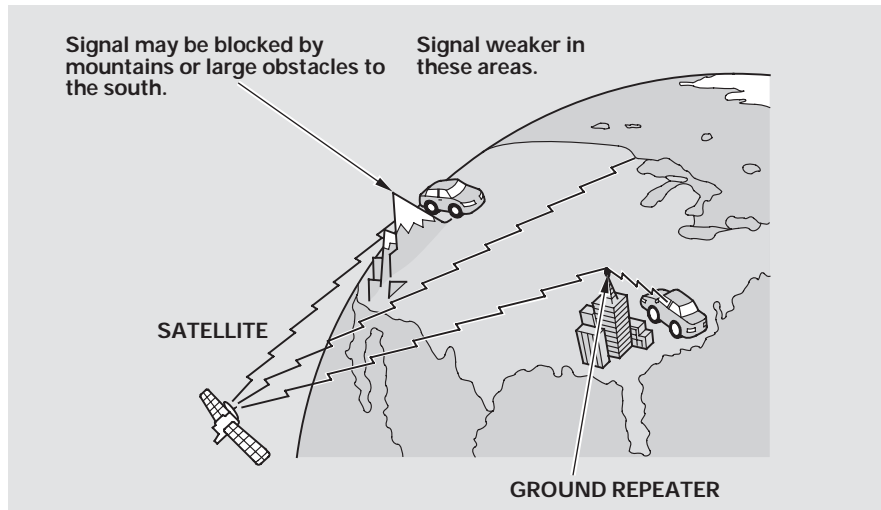 Signal may be blocked by
mountains or large obstacles to
the south.
Signal weaker in
these areas.
SATELLITE
GROUND REPEATER